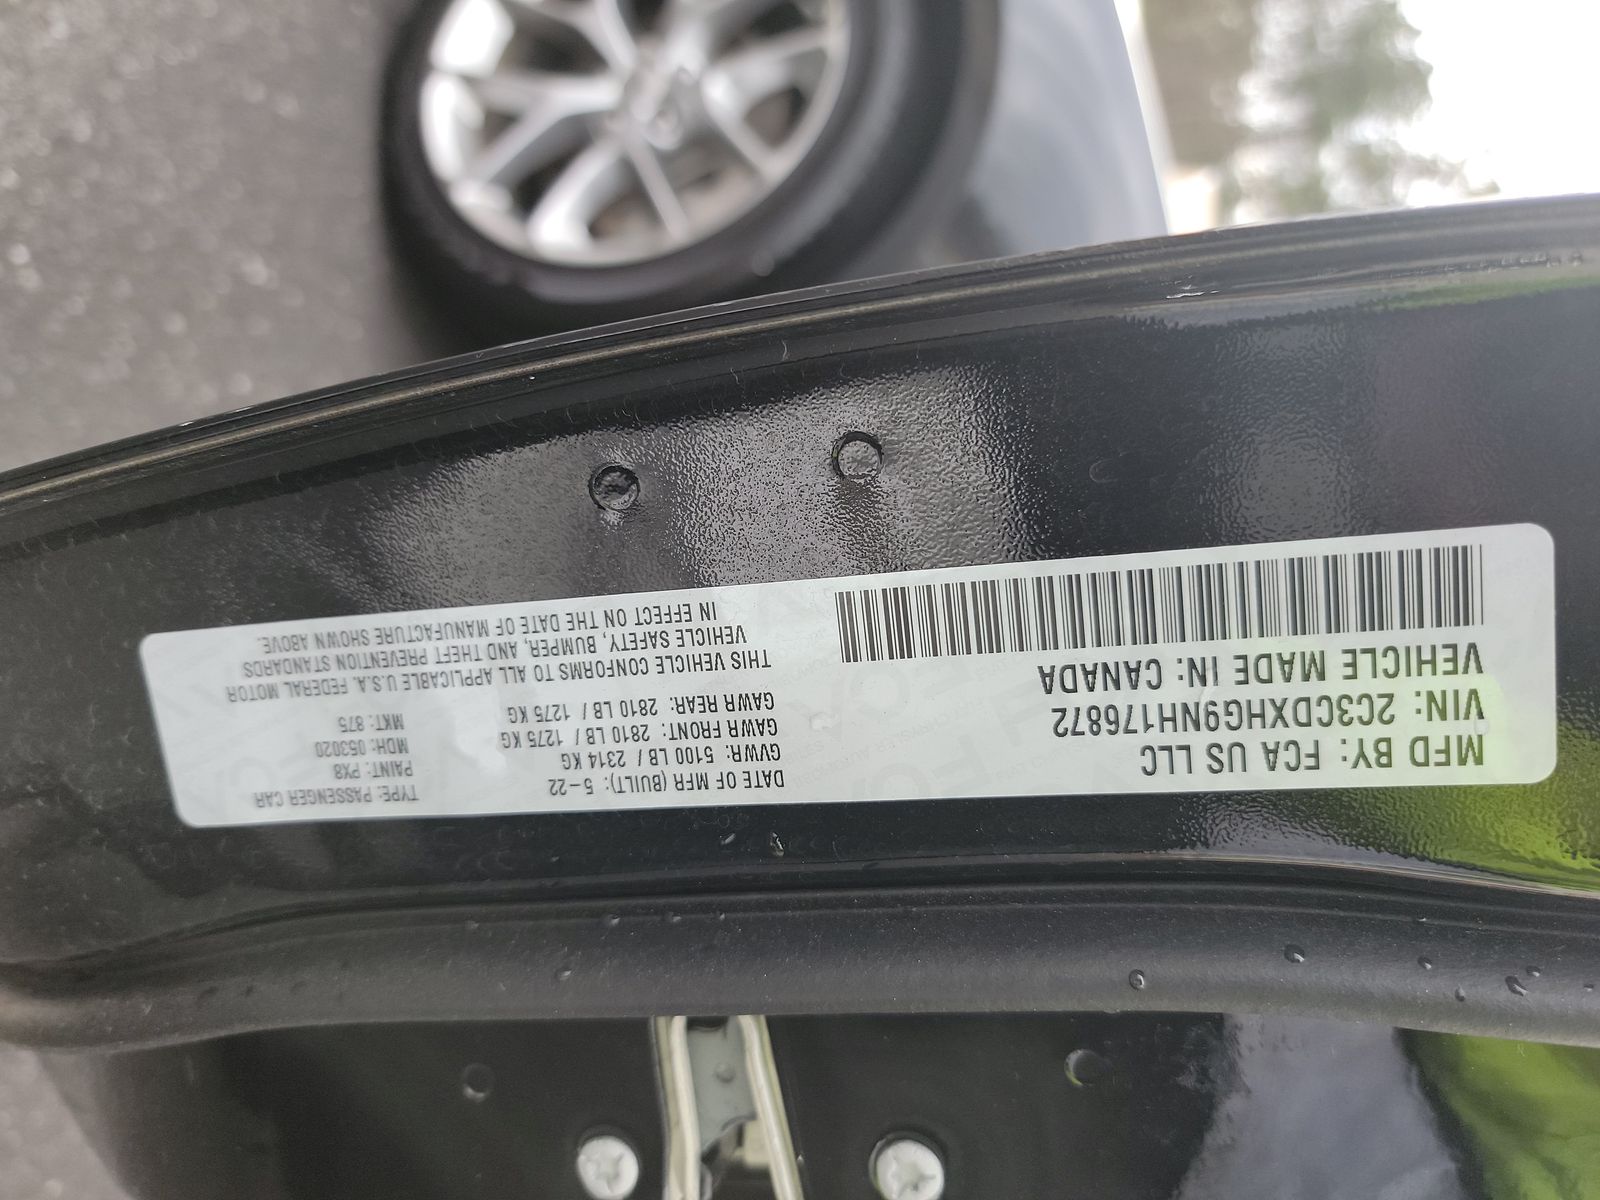 MFD BY: FCA US LLC
VIN: 2C3CDXHG9NH176872
VEHICLE MADE IN: CANADA
DATE OF MFR (BUILT): 5-22
GVWR: 5100 LB / 2314 KG
GAWR FRONT: 2810 LB / 1275 KG
GAWR REAR: 2810 LB / 1275 KG
TYPE: PASSENGER CAR
PAINT: PX8
MDH: 053020
MKT: 875
THIS VEHICLE CONFORMS TO ALL APPLICABLE U.S.A. FEDERAL MOTOR
VEHICLE SAFETY, BUMPER, AND THEFT PREVENTION STANDARDS
IN EFFECT ON THE DATE OF MANUFACTURE SHOWN ABOVE.